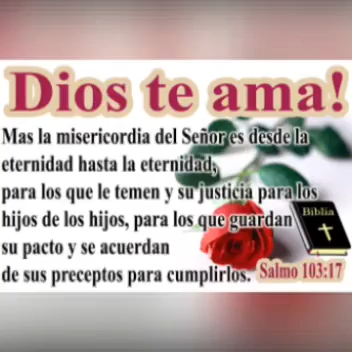 Dios te ama!
Mas la misericordia del Señor es desde la
eternidad hasta la eternidad,
para los que le temen y su justicia para los
hijos de los hijos, para los que guardan
su pacto y se acuerdan
de sus preceptos para cumplirlos.
Salmo 103:17
Biblia